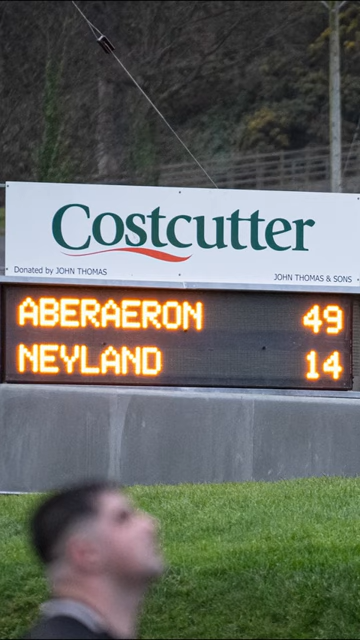 Costcutter
Donated by JOHN THOMAS
JOHN THOMAS & SONS
ABERAERON 49
NEYLAND 14